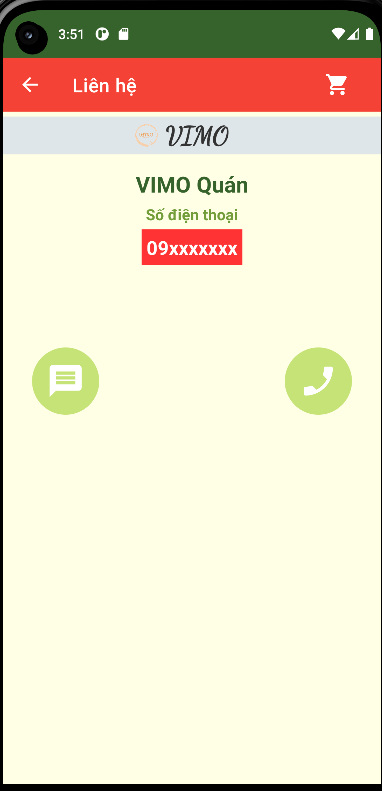 3:51
Liên hệ
VIMO
VIMO Quán
Số điện thoại
09xxxxxxx